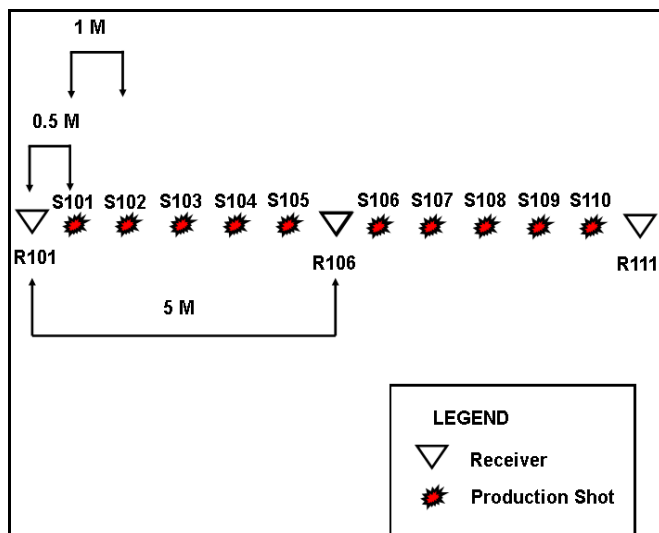 1 M
0.5 M
S101 S102 S103 S104 S105 S106 S107 S108 S109 S110
R101 R106 R111
5 M
LEGEND
Receiver
Production Shot